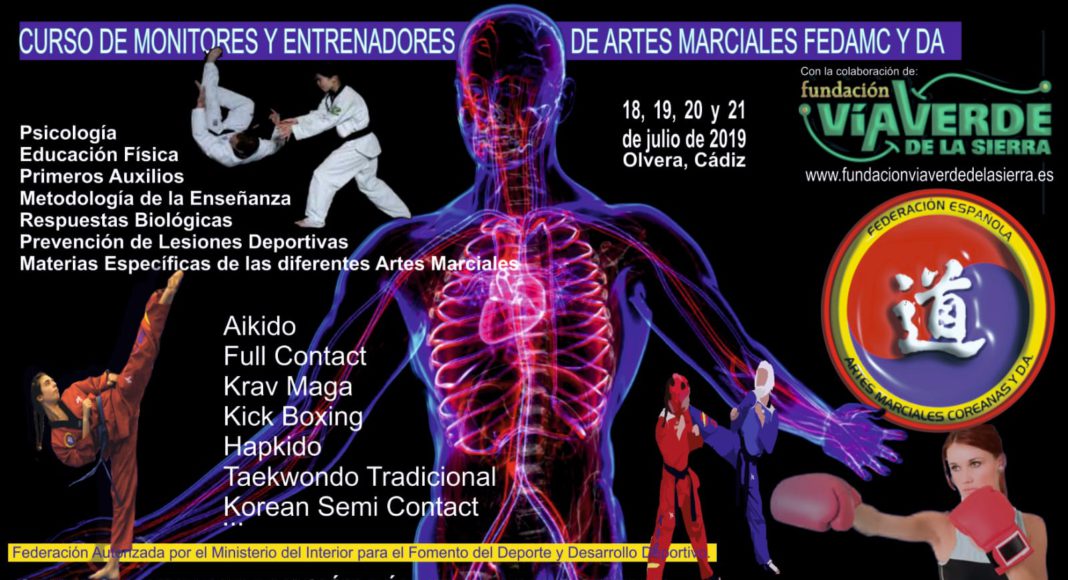 CURSO DE MONITORES Y ENTRENADORES DE ARTES MARCIALES FEDAMC Y DA
Con la colaboración de:
fundación
VíAVERDE
DE LA SIERRA
www.fundacionviaverdedelasierra.es
18, 19, 20 y 21
de julio de 2019
Olvera, Cádiz
Psicología
Educación Física
Primeros Auxilios
Metodología de la Enseñanza
Respuestas Biológicas
Prevención de Lesiones Deportivas
Materias Específicas de las diferentes Artes Marciales
FEDERACIÓN ESPAÑOLA
道
ARTES MARCIALES COREANAS Y D.A.
Aikido
Full Contact
Krav Maga
Kick Boxing
Hapkido
Taekwondo Tradicional
Korean Semi Contact
...
Federación Autorizada por el Ministerio del Interior para el Fomento del Deporte y Desarrollo Deportivo.